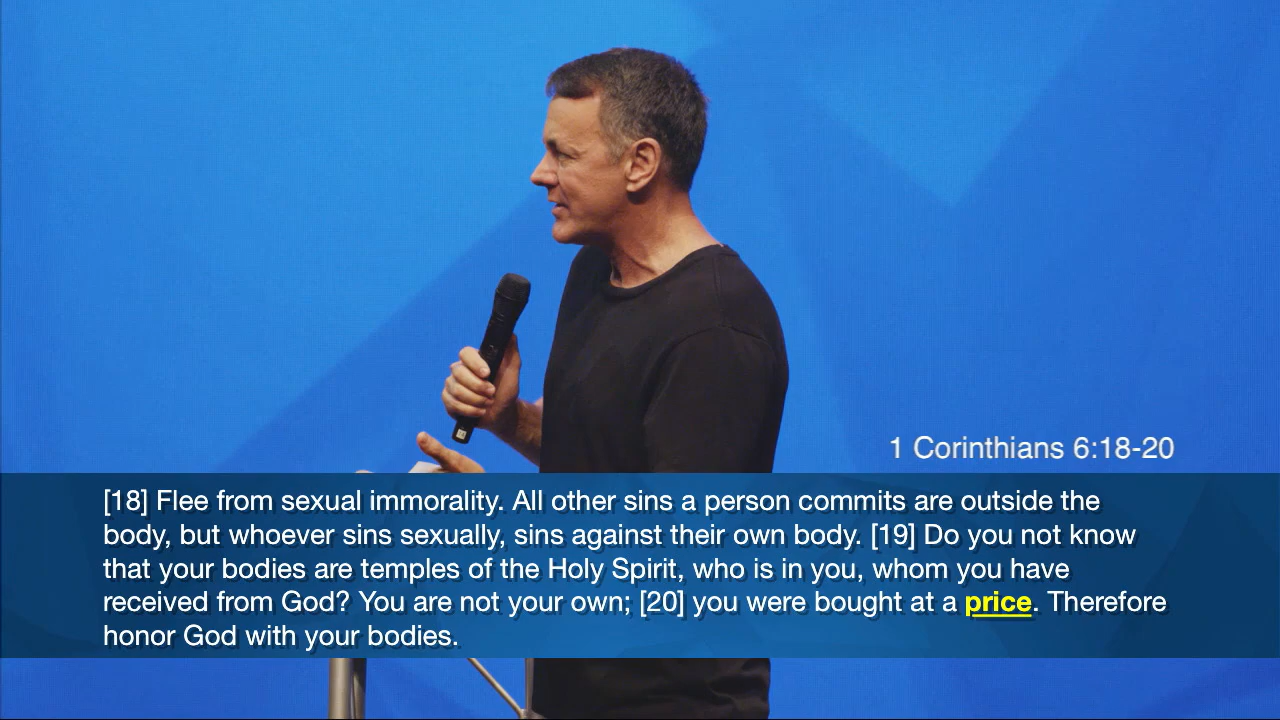 1 Corinthians 6:18-20
[18] Flee from sexual immorality. All other sins a person commits are outside the
body, but whoever sins sexually, sins against their own body. [19] Do you not know
that your bodies are temples of the Holy Spirit, who is in you, whom you have
received from God? You are not your own; [20] you were bought at a price. Therefore
honor God with your bodies.